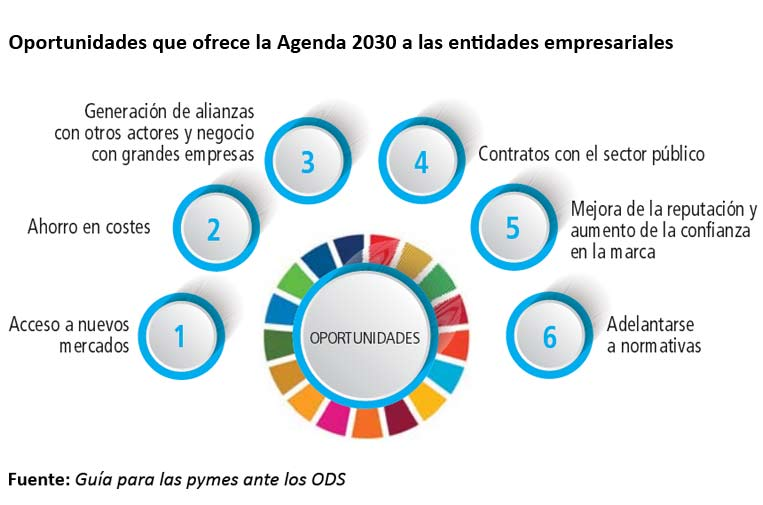 Oportunidades que ofrece la Agenda 2030 a las entidades empresariales
1
Acceso a nuevos
mercados
2
Ahorro en costes
3
Generación de alianzas
con otros actores y negocio
con grandes empresas
4
Contratos con el sector público
5
Mejora de la reputación y
aumento de la confianza
en la marca
6
Adelantarse
a normativas
OPORTUNIDADES
Fuente: Guía para las pymes ante los ODS